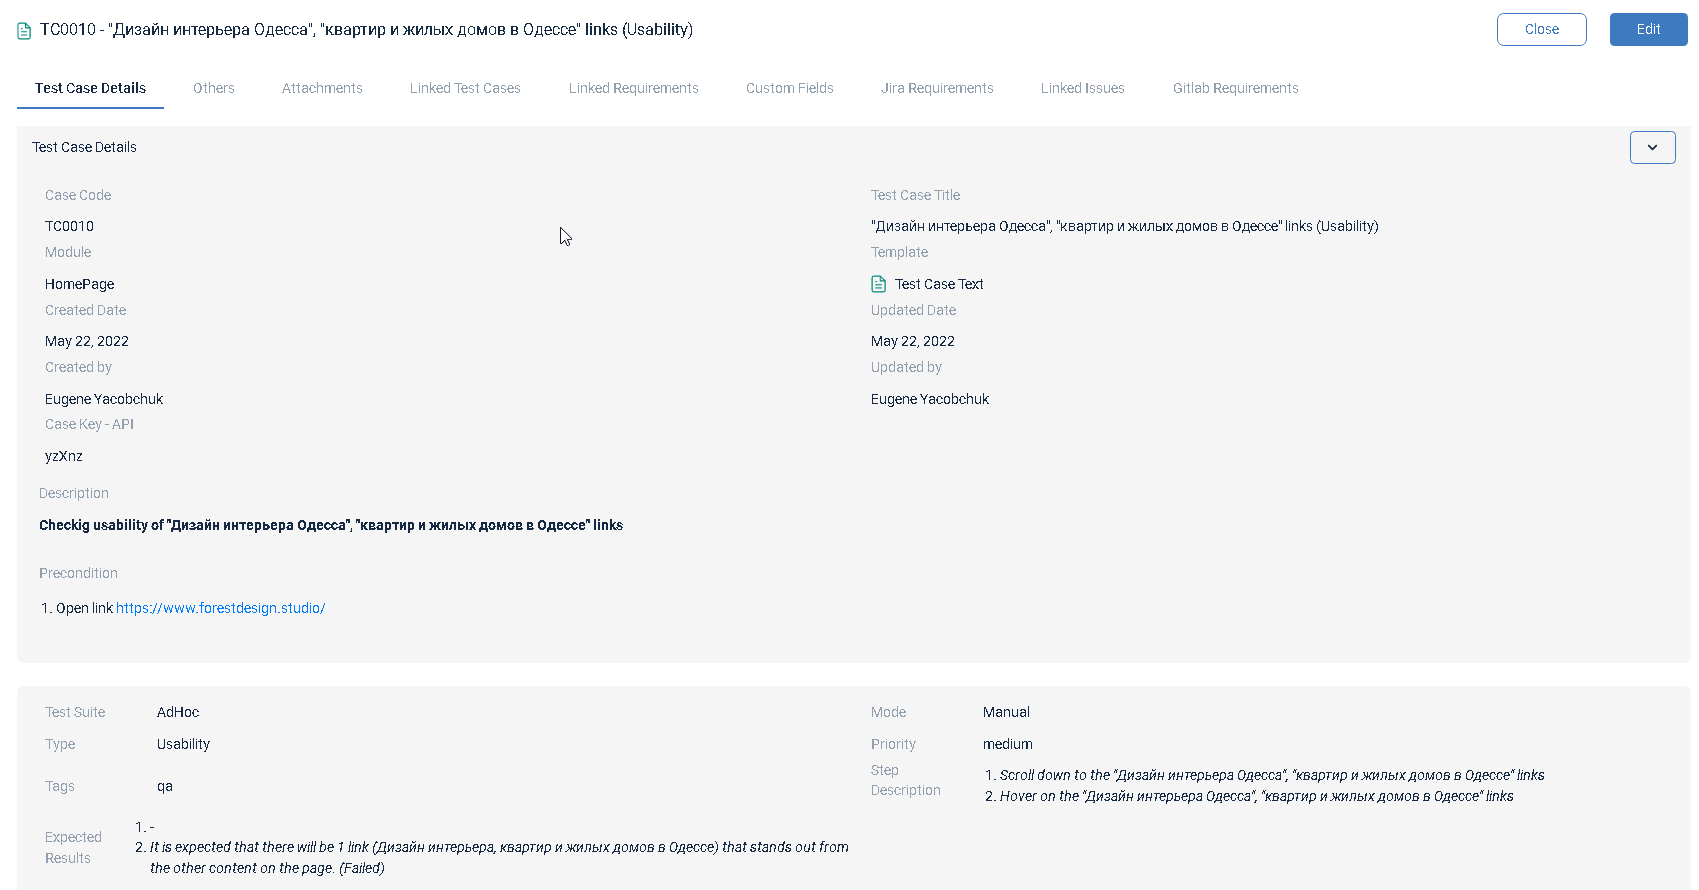 TC0010 - "Дизайн интерьера Одесса", "квартир и жилых домов в Одессе" links (Usability)
Close
Edit
Test Case Details
Others
Attachments
Linked Test Cases
Linked Requirements
Custom Fields
Jira Requirements
Linked Issues
Gitlab Requirements
Test Case Details
Case Code
Test Case Title
TC0010
"Дизайн интерьера Одесса", "квартир и жилых домов в Одессе" links (Usability)
Module
Template
HomePage
Test Case Text
Created Date
Updated Date
May 22, 2022
May 22, 2022
Created by
Updated by
Eugene Yacobchuk
Eugene Yacobchuk
Case Key - API
yzXnz
Description
Checkig usability of "Дизайн интерьера Одесса", "квартир и жилых домов в Одессе" links
Precondition
1. Open link https://www.forestdesign.studio/
Test Suite
AdHoc
Mode
Manual
Type
Usability
Priority
medium
Step
Description
1. Scroll down to the "Дизайн интерьера Одесса", "квартир и жилых домов в Одессе" links
2. Hover on the "Дизайн интерьера Одесса", "квартир и жилых домов в Одессе" links
Tags
qa
Expected
Results
1. -
2. It is expected that there will be 1 link (Дизайн интерьера, квартир и жилых домов в Одессе) that stands out from
the other content on the page. (Failed)